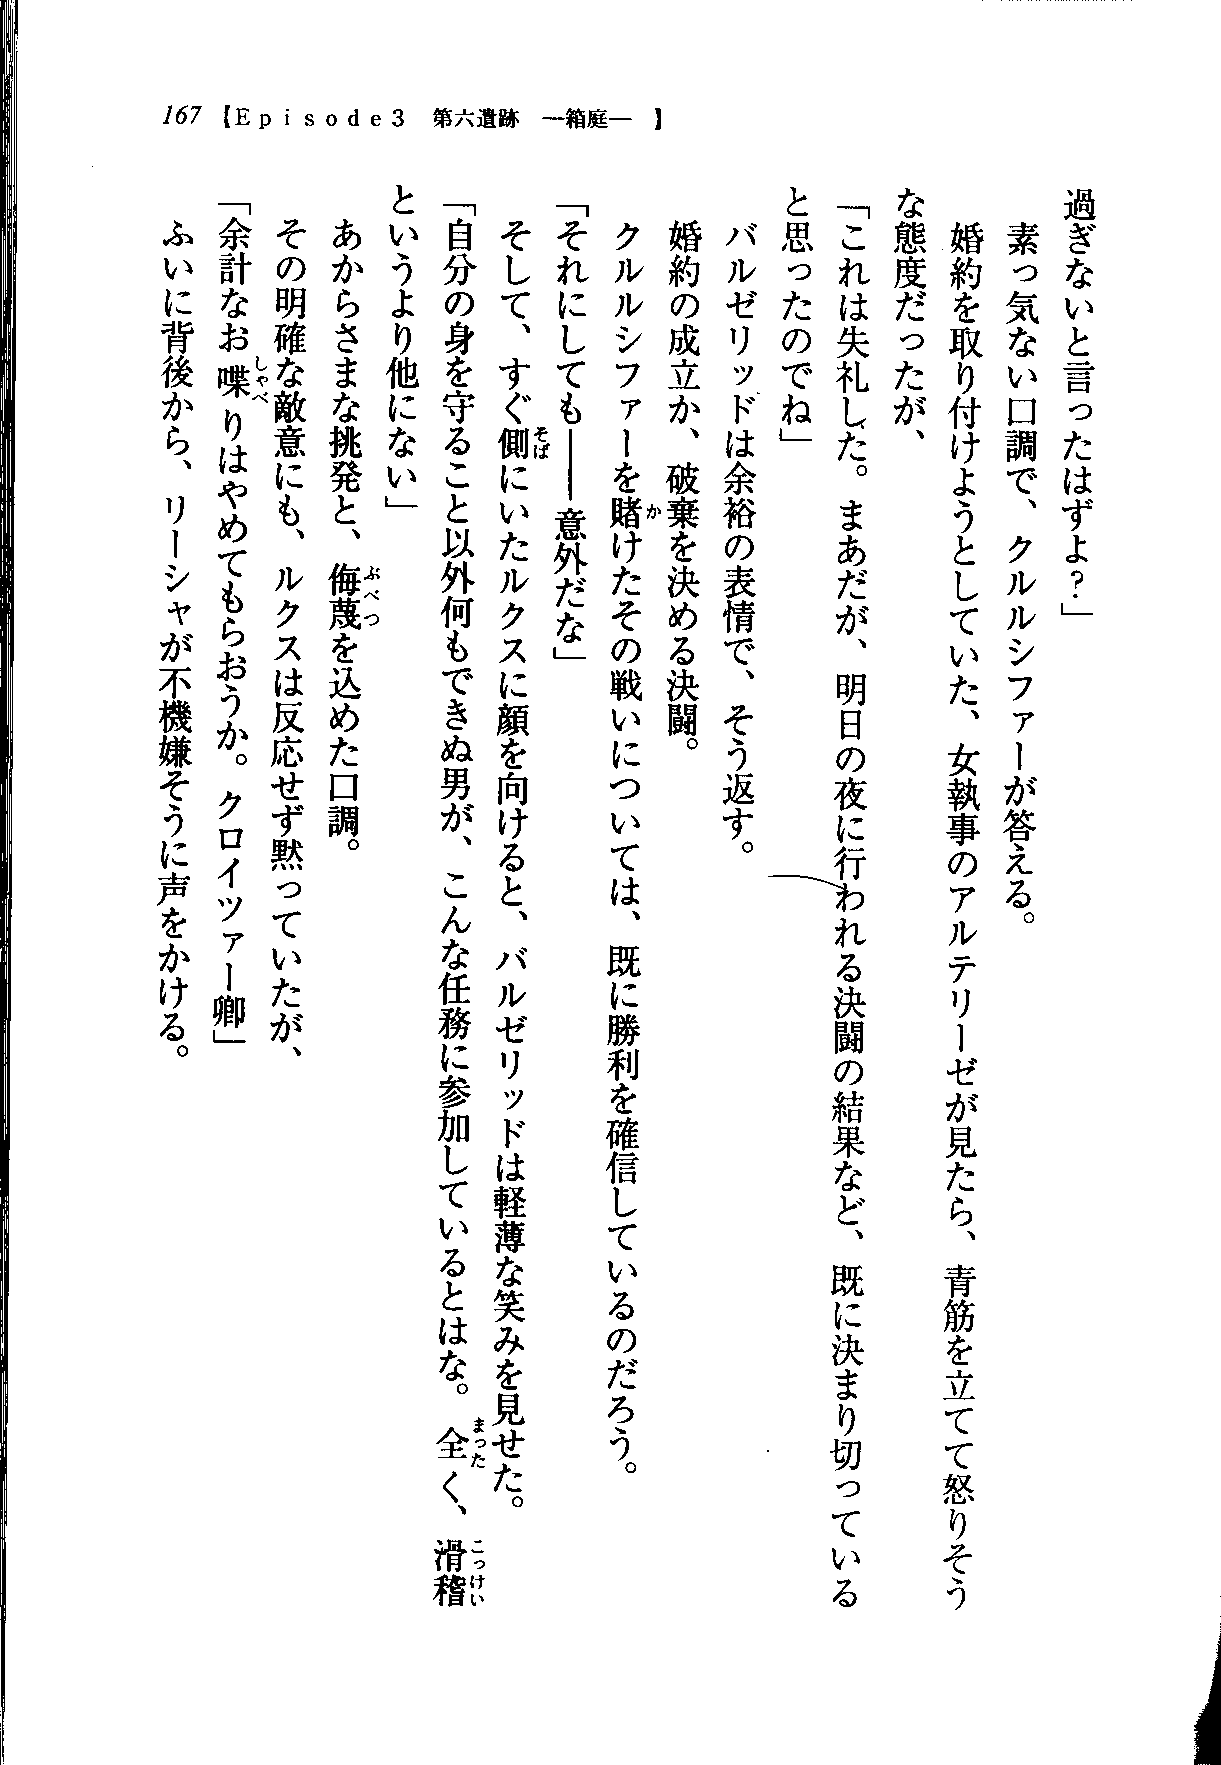 167 【Episode3　第六遺跡　―箱庭―　】
過ぎないと言ったはずよ？」
　素っ気ない口調で、クルルシファーが答える。
　婚約を取り付けようとしていた、女執事のアルテリーゼが見たら、青筋を立てて怒りそう
な態度だったが、
「これは失礼した。まあだが、明日の夜に行われる決闘の結果など、既に決まり切っている
と思ったのでね」
　バルゼリッドは余裕の表情で、そう返す。
　婚約の成立か、破棄を決める決闘。
　クルルシファーを賭けたその戦いについては、既に勝利を確信しているのだろう。
「それにしても――意外だな」
　そして、すぐ側にいたルクスに顔を向けると、バルゼリッドは軽薄な笑みを見せた。
「自分の身を守ること以外何もできぬ男が、こんな任務に参加しているとはな。全く、滑稽
というより他にない」
　あからさまな挑発と、侮蔑を込めた口調。
　その明確な敵意にも、ルクスは反応せず黙っていたが、
「余計なお喋りはやめてもらおうか。クロイツァー卿」
　ふいに背後から、リーシャが不機嫌そうに声をかける。